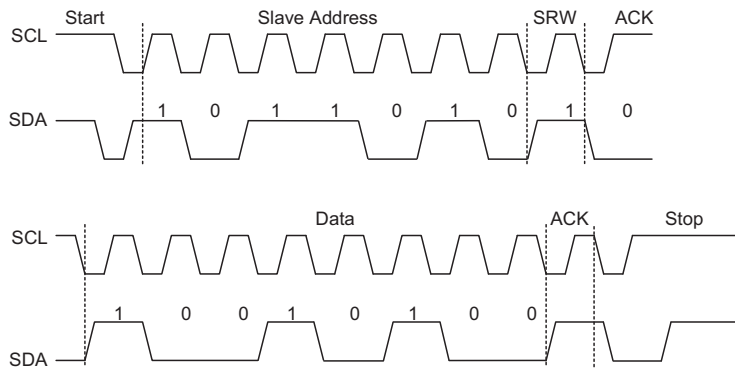 Start Slave Address SRW ACK
SCL
1 0 1 1 0 1 0 1 0
SDA
Data ACK Stop
SCL
1 0 0 1 0 1 0 0
SDA